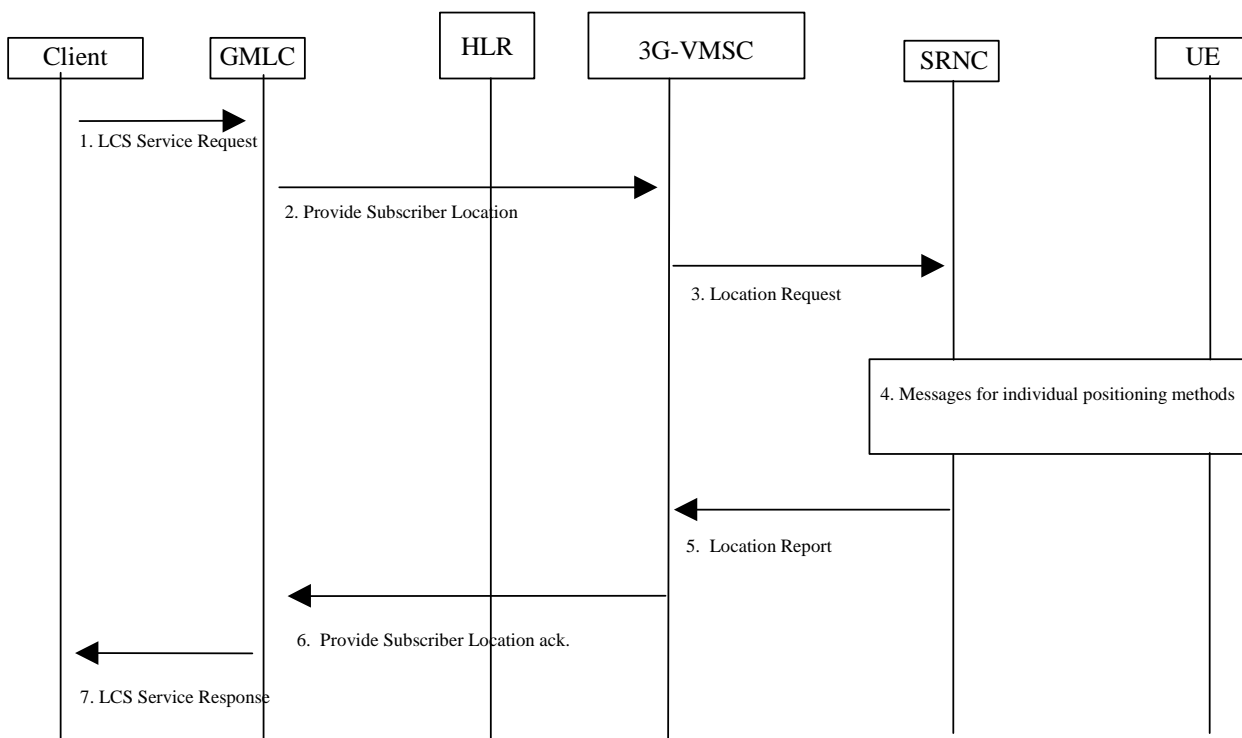 Client
GMLC
HLR
3G-VMSC
SRNC
UE
1. LCS Service Request
2. Provide Subscriber Location
3. Location Request
4. Messages for individual positioning methods
5. Location Report
6. Provide Subscriber Location ack.
7. LCS Service Response